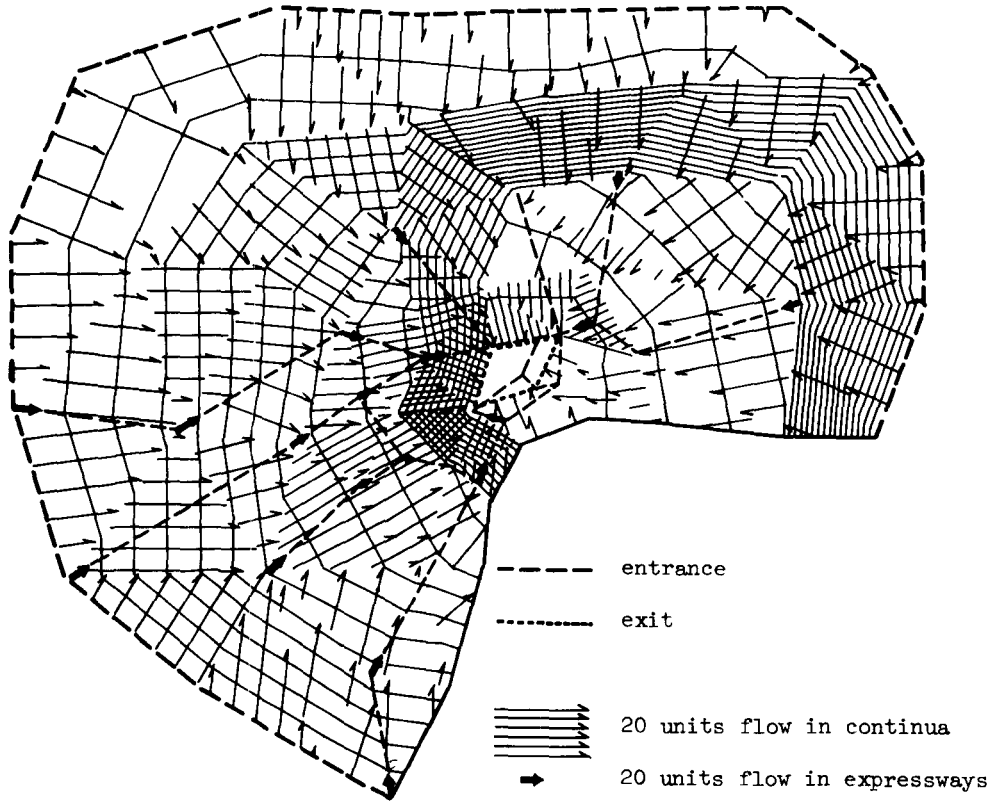 entrance
exit
20 units flow in continua
20 units flow in expressways